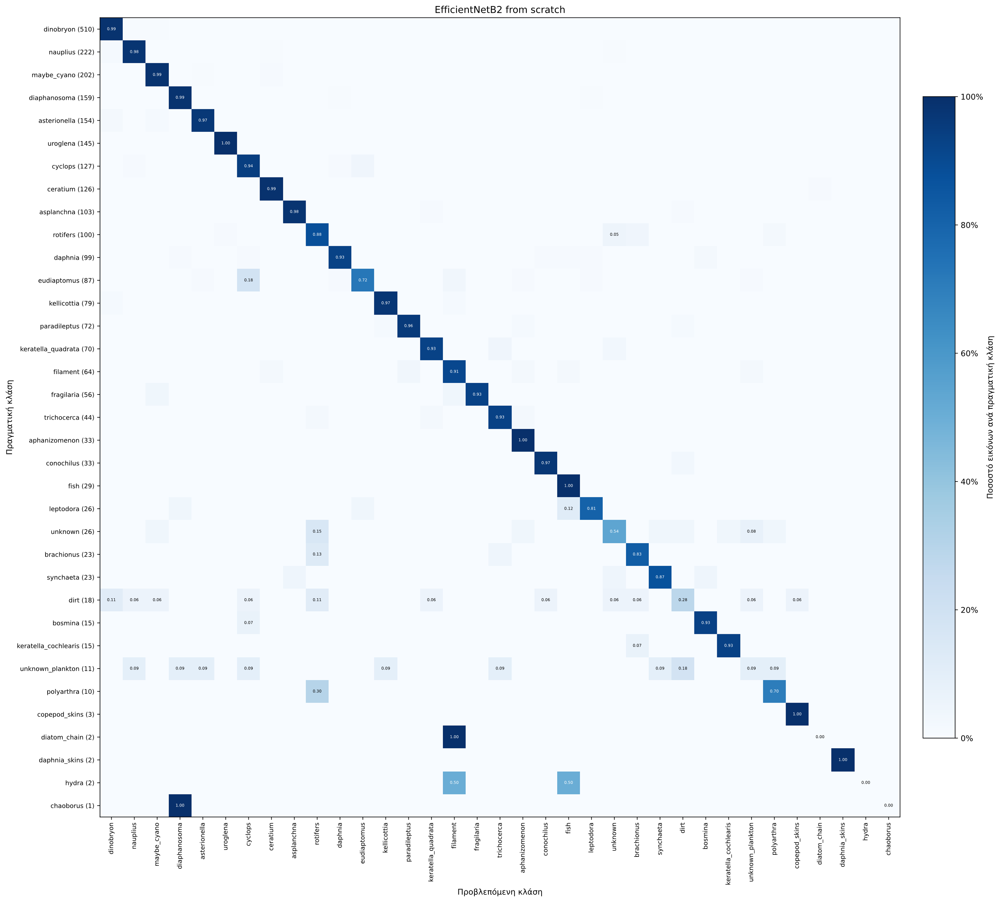 EfficientNetB2 from scratch
dinobryon (510) 0.99
nauplius (222) 0.98
maybe_cyano (202) 0.99
diaphanosoma (159) 0.99
asterionella (154) 0.97
uroglena (145) 1.00
cyclops (127) 0.94
ceratium (126) 0.99
asplanchna (103) 0.98
rotifers (100) 0.88 0.05
daphnia (99) 0.93
eudiaptomus (87) 0.18 0.72
kellicottia (79) 0.97
paradileptus (72) 0.96
keratella_quadrata (70) 0.93
filament (64) 0.91
fragilaria (56) 0.93
trichocerca (44) 0.93
aphanizomenon (33) 1.00
conochilus (33) 0.97
fish (29) 1.00
leptodora (26) 0.12 0.81
unknown (26) 0.15 0.54 0.08
brachionus (23) 0.13 0.83
synchaeta (23) 0.87
dirt (18) 0.11 0.06 0.06 0.06 0.11 0.06 0.06 0.06 0.06 0.28 0.06 0.06
bosmina (15) 0.07 0.93
keratella_cochlearis (15) 0.07 0.93
unknown_plankton (11) 0.09 0.09 0.09 0.09 0.09 0.09 0.09 0.18 0.09 0.09
polyarthra (10) 0.30 0.70
copepod_skins (3) 1.00
diatom_chain (2) 1.00 0.00
daphnia_skins (2) 1.00
hydra (2) 0.50 0.50 0.00
chaoborus (1) 1.00 0.00
Πραγματική κλάση
dinobryon
nauplius
maybe_cyano
diaphanosoma
asterionella
uroglena
cyclops
ceratium
asplanchna
rotifers
daphnia
eudiaptomus
kellicottia
paradileptus
keratella_quadrata
filament
fragilaria
trichocerca
aphanizomenon
conochilus
fish
leptodora
unknown
brachionus
synchaeta
dirt
bosmina
keratella_cochlearis
unknown_plankton
polyarthra
copepod_skins
diatom_chain
daphnia_skins
hydra
chaoborus
Προβλεπόμενη κλάση
100%
80%
60%
40%
20%
0%
Ποσοστό εικόνων ανά πραγματική κλάση